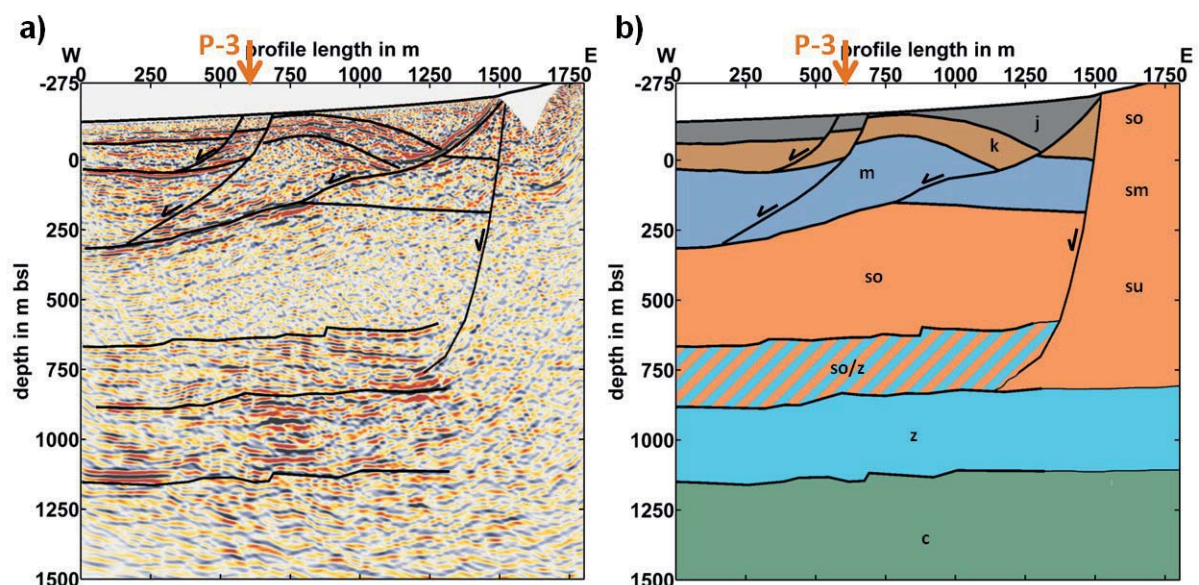 a)
P-3
W profile length in m E
0 250 500 750 1000 1250 1500 1750
-275
0
250
500
750
1000
1250
1500
depth in m bsl
b)
P-3
W profile length in m E
0 250 500 750 1000 1250 1500 1750
-275
0
250
500
750
1000
1250
1500
depth in m bsl
j
so
k
m
sm
so
su
so/z
z
c